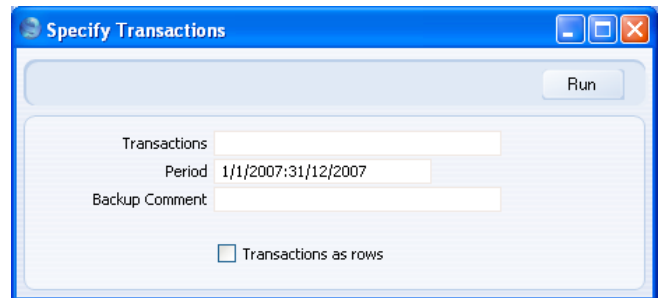 Specify Transactions
Run
Transactions
Period 1/1/2007:31/12/2007
Backup Comment
Transactions as rows